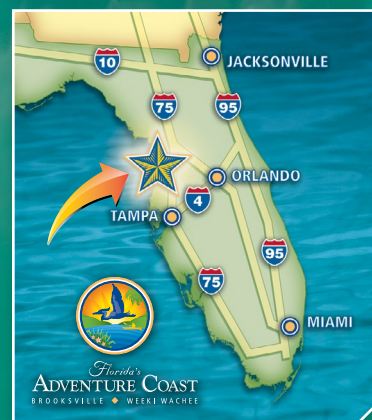 10
JACKSONVILLE
75
95
ORLANDO
4
TAMPA
75
95
MIAMI
Florida's
ADVENTURE COAST
BROOKSVILLE ◆ WEEKI WACHEE